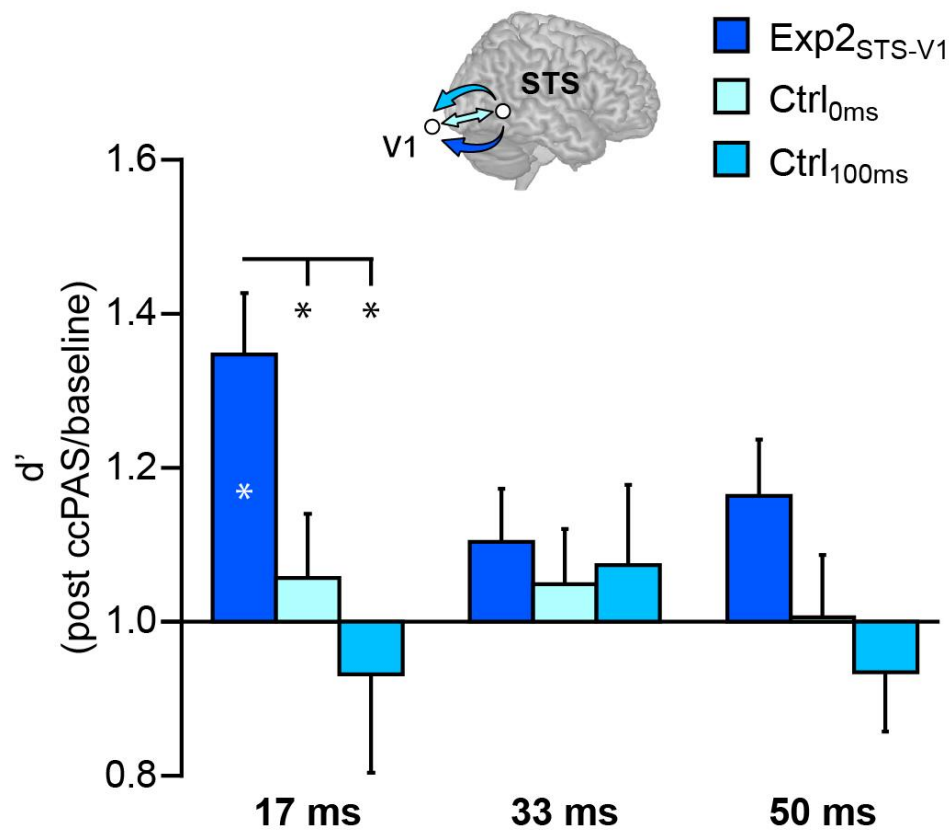 STS
V1
Exp2STS-V1
Ctrl0ms
Ctrl100ms
d’
(post ccPAS/baseline)
1.6
1.4
1.2
1.0
0.8
* *
*
17 ms
33 ms
50 ms